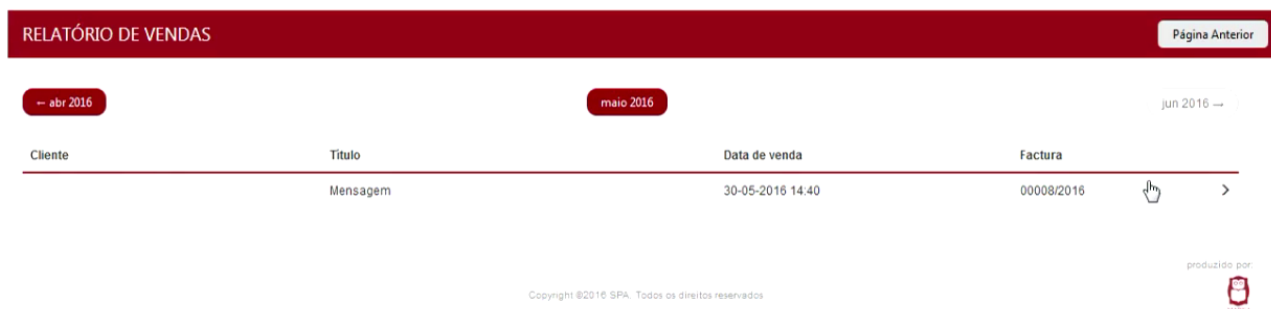 RELATÓRIO DE VENDAS
Página Anterior
← abr 2016
maio 2016
jun 2016 →
Cliente Título Data de venda Factura
Mensagem 30-05-2016 14:40 00008/2016
produzido por:
Copyright ©2016 SPA. Todos os direitos reservados